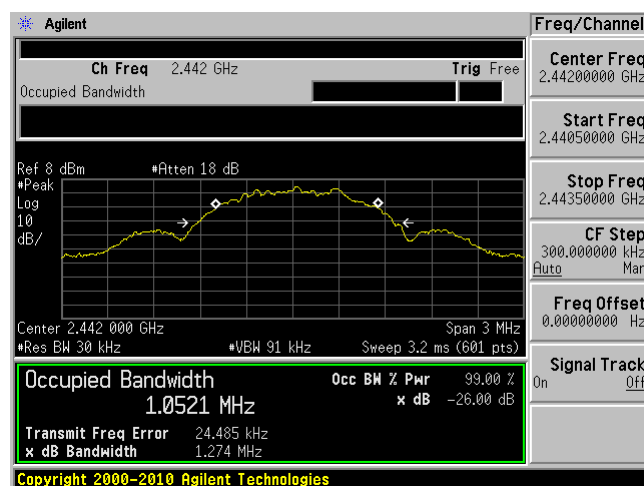 Agilent
Freq/Channel
Ch Freq 2.442 GHz Trig Free
Occupied Bandwidth
Center Freq
2.44200000 GHz
Start Freq
2.44050000 GHz
Stop Freq
2.44350000 GHz
CF Step
300.000000 kHz
Auto Man
Freq Offset
0.00000000 Hz
Signal Track
On Off
Ref 8 dBm #Atten 18 dB
#Peak
Log
10
dB/
Center 2.442 000 GHz Span 3 MHz
#Res BW 30 kHz #VBW 91 kHz Sweep 3.2 ms (601 pts)
Occupied Bandwidth Occ BW % Pwr 99.00 %
1.0521 MHz x dB -26.00 dB
Transmit Freq Error 24.485 kHz
x dB Bandwidth 1.274 MHz
Copyright 2000-2010 Agilent Technologies